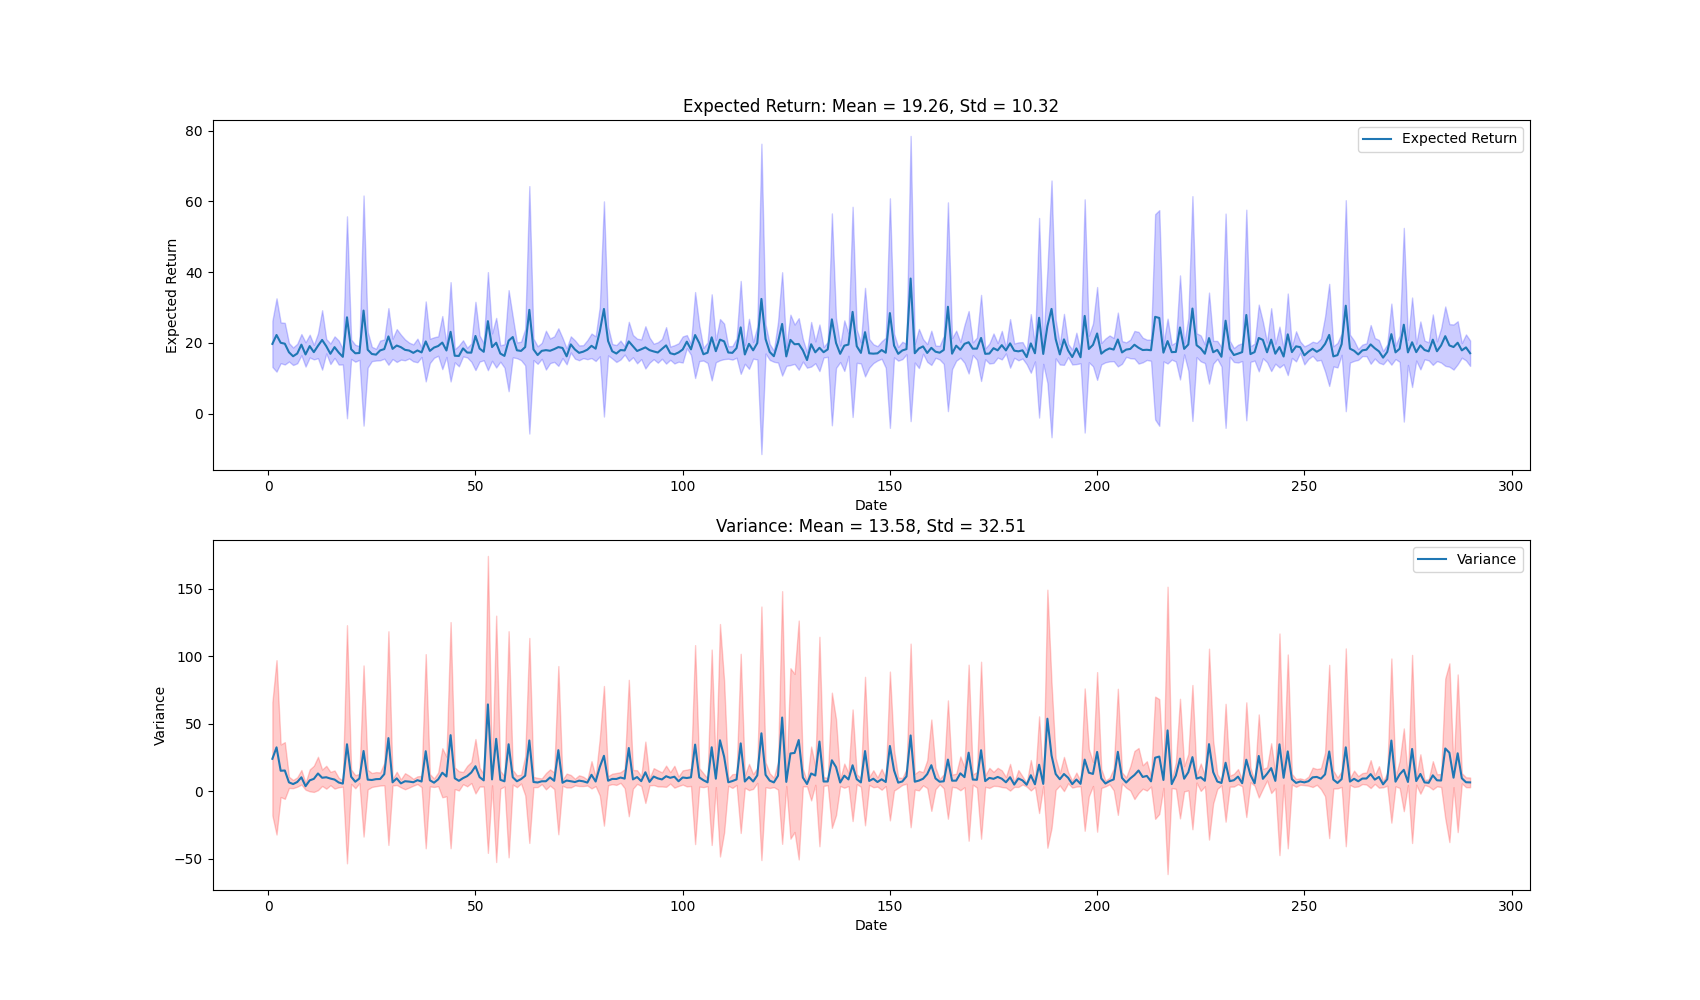 Expected Return: Mean = 19.26, Std = 10.32
Expected Return
80
60
40
20
0
Expected Return
0 50 100 150 200 250 300
Date
Variance: Mean = 13.58, Std = 32.51
Variance
150
100
50
0
−50
Variance
0 50 100 150 200 250 300
Date